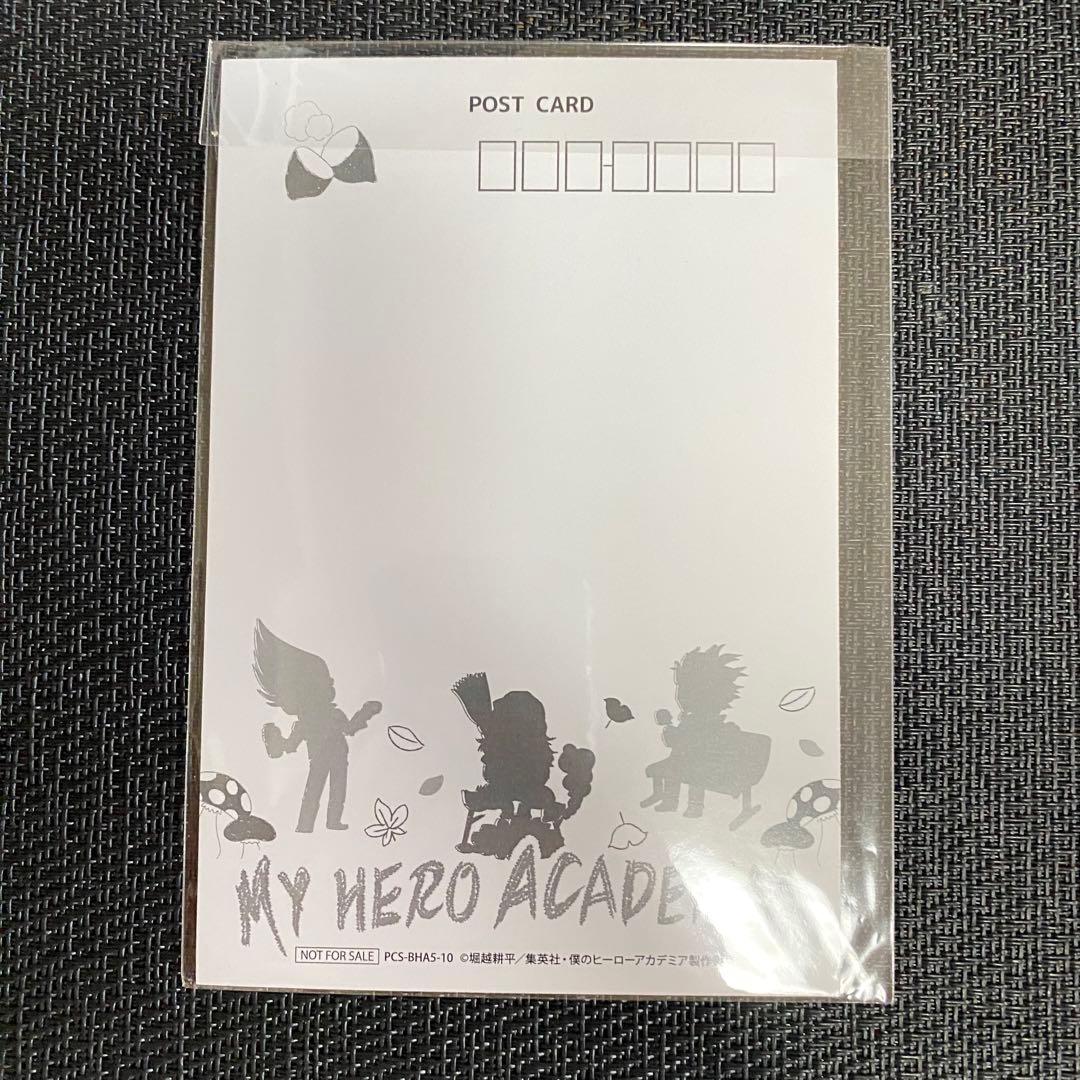 POST CARD
MY HERO ACADE
NOT FOR SALE PCS-BHA5-10 ©堀越耕平／集英社・僕のヒーローアカデミア製作